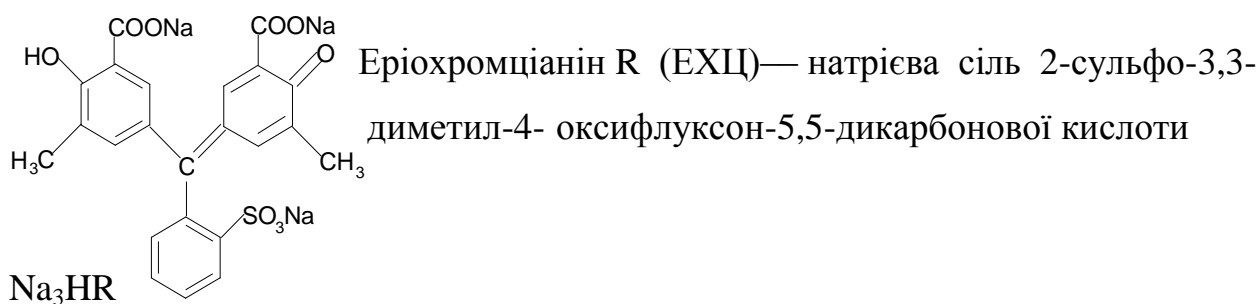 COONa
COONa
HO
O
Еріохромціанін R (ЕХЦ)— натрієва сіль 2-сульфо-3,3-
диметил-4- оксифлуксон-5,5-дикарбонової кислоти
H₃C
C
CH₃
SO₃Na
Na₃HR